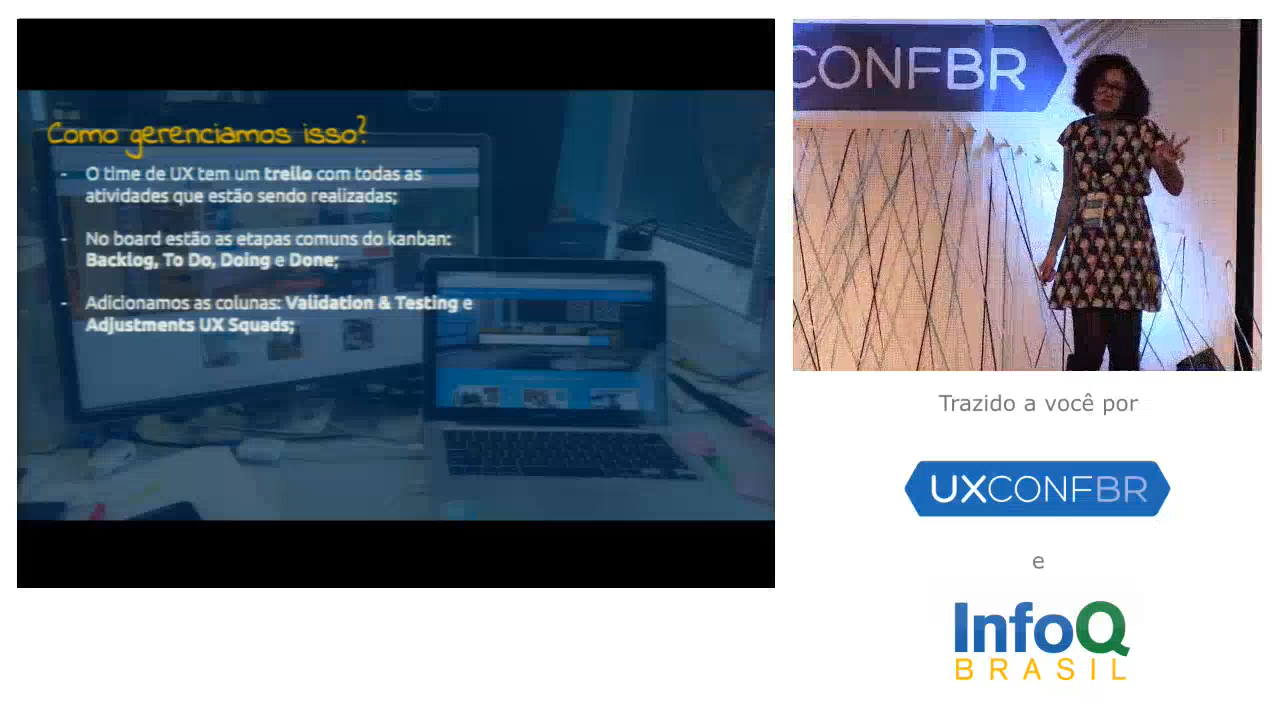 Como gerenciamos isso?
- O time de UX tem um trello com todas as
atividades que estão sendo realizadas;
- No board estão as etapas comuns do kanban:
Backlog, To Do, Doing e Done;
- Adicionamos as colunas: Validation & Testing e
Adjustments UX Squads;
CONFBR
Trazido a você por
UXCONFBR
e
InfoQ
BRASIL